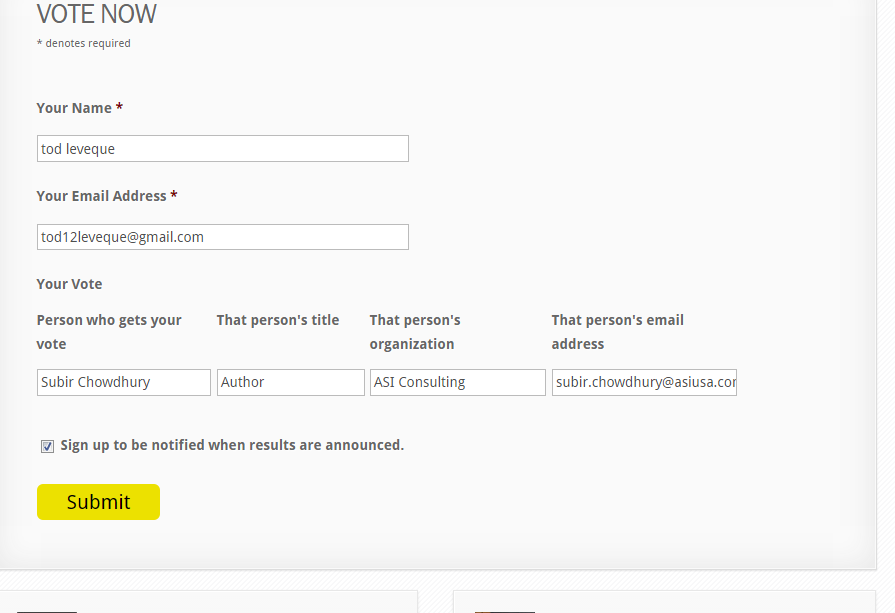 VOTE NOW
* denotes required
Your Name *
tod leveque
Your Email Address *
tod12leveque@gmail.com
Your Vote
Person who gets your vote
That person's title
That person's organization
That person's email address
Subir Chowdhury
Author
ASI Consulting
subir.chowdhury@asiusa.com
Sign up to be notified when results are announced.
Submit